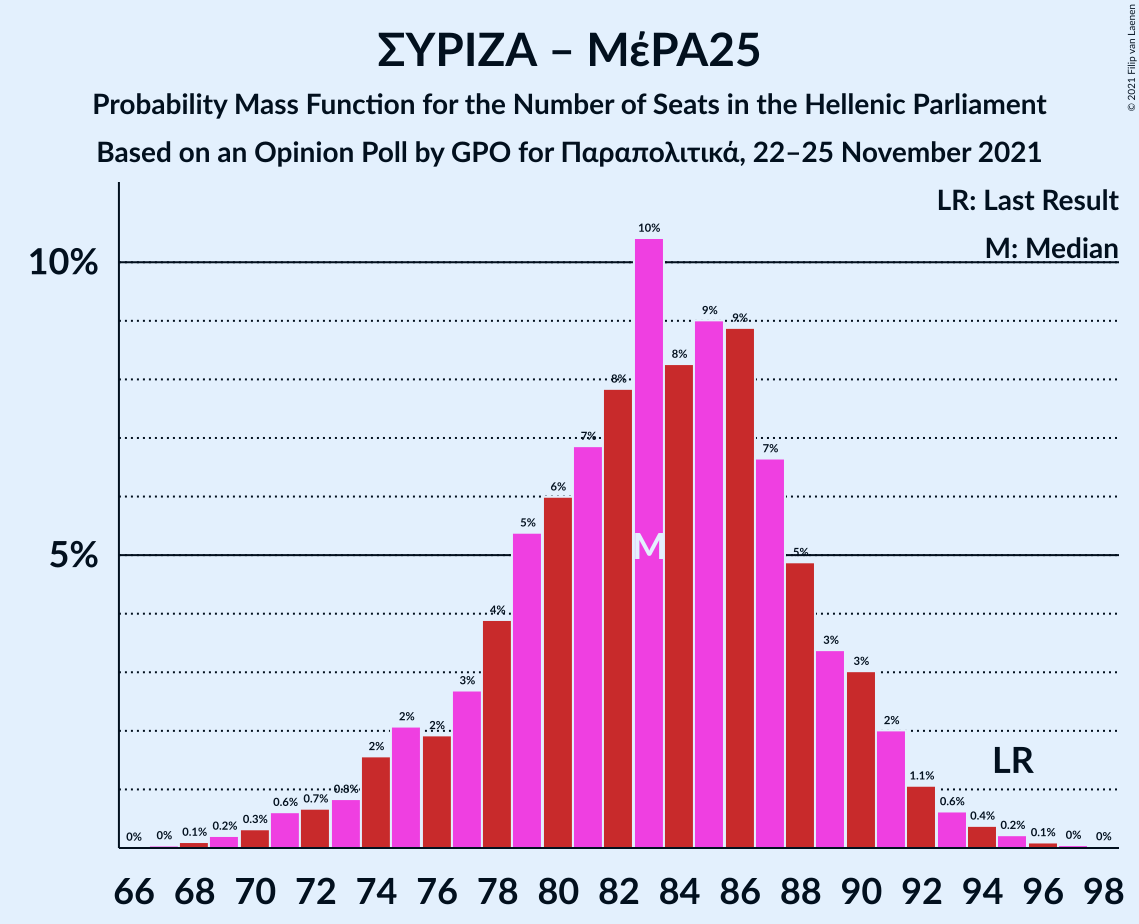 ΣΥΡΙΖΑ – ΜέΡΑ25
Probability Mass Function for the Number of Seats in the Hellenic Parliament
Based on an Opinion Poll by GPO for Παραπολιτικά, 22–25 November 2021
© 2021 Filip van Laenen
LR: Last Result
M: Median
10%
5%
0% 0% 0.1% 0.2% 0.3% 0.6% 0.7% 0.8% 2% 2% 2% 3% 4% 5% 6% 7% 8% 10% 8% 9% 9% 7% 5% 3% 3% 2% 1.1% 0.6% 0.4% 0.2% 0.1% 0% 0%
M
LR
66 68 70 72 74 76 78 80 82 84 86 88 90 92 94 96 98